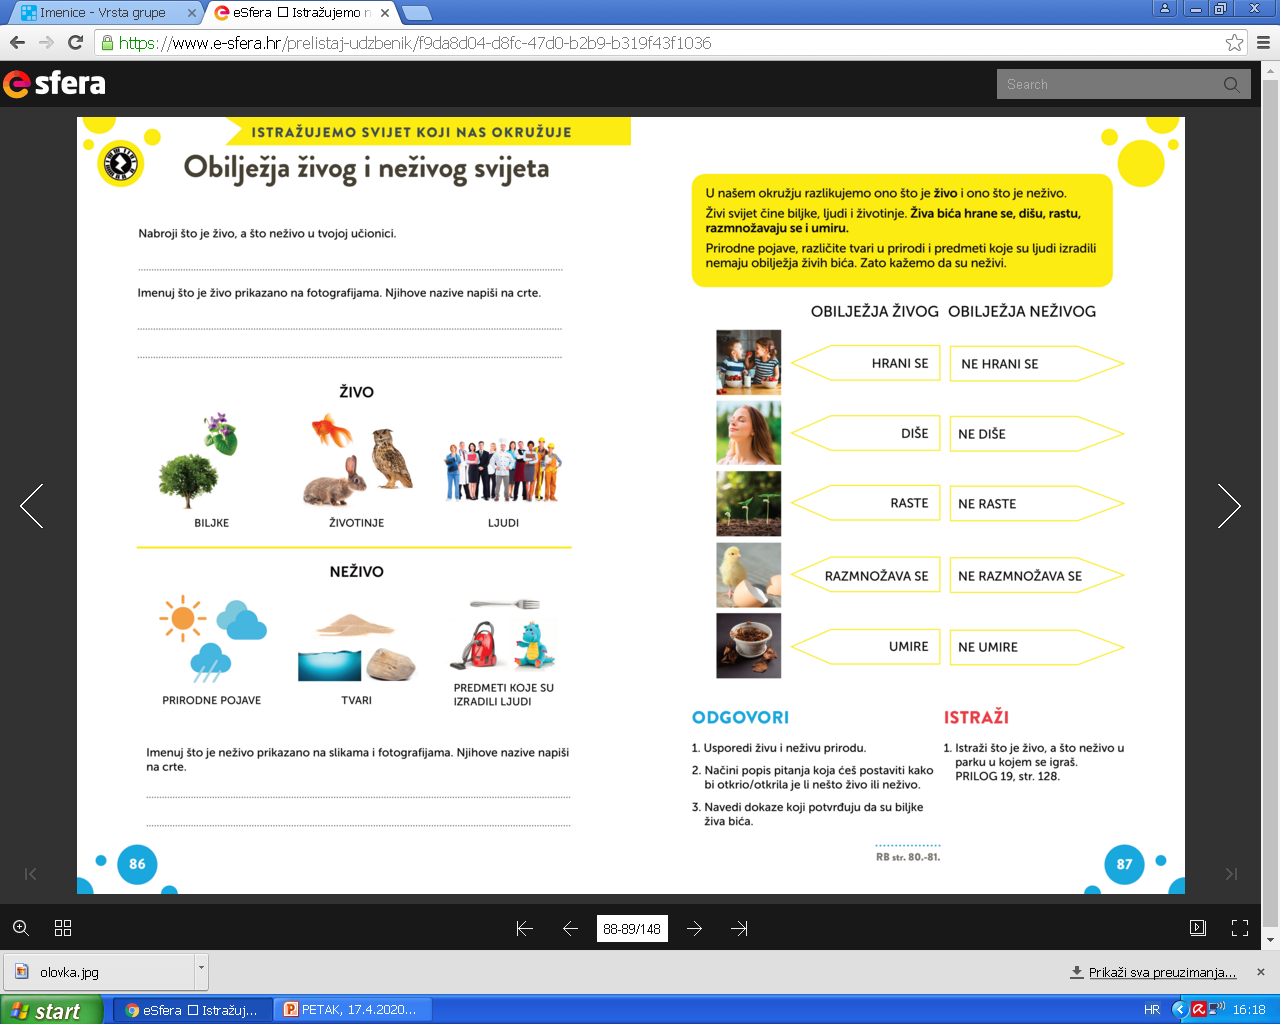 Imenice - Vrsta grupe
eSfera □ Istražujemo n
https://www.e-sfera.hr/prelistaj-udzbenik/f9da8d04-d8fc-47d0-b2b9-b319f43f1036
sfera
Search
ISTRAŽUJEMO SVIJET KOJI NAS OKRUŽUJE
Obilježja živog i neživog svijeta
Nabroji što je živo, a što neživo u tvojoj učionici.
Imenuj što je živo prikazano na fotografijama. Njihove nazive napiši na crte.
ŽIVO
BILJKE
ŽIVOTINJE
LJUDI
NEŽIVO
PRIRODNE POJAVE
TVARI
PREDMETI KOJE SU
IZRADILI LJUDI
Imenuj što je neživo prikazano na slikama i fotografijama. Njihove nazive napiši
na crte.
86
U našem okružju razlikujemo ono što je živo i ono što je neživo.
Živi svijet čine biljke, ljudi i životinje. Živa bića hrane se, dišu, rastu,
razmnožavaju se i umiru.
Prirodne pojave, različite tvari u prirodi i predmeti koje su ljudi izradili
nemaju obilježja živih bića. Zato kažemo da su neživi.
OBILJEŽJA ŽIVOG OBILJEŽJA NEŽIVOG
HRANI SE NE HRANI SE
DIŠE NE DIŠE
RASTE NE RASTE
RAZMNOŽAVA SE NE RAZMNOŽAVA SE
UMIRE NE UMIRE
ODGOVORI
1. Usporedi živu i neživu prirodu.
2. Načini popis pitanja koja ćeš postaviti kako
bi otkrio/otkrila je li nešto živo ili neživo.
3. Navedi dokaze koji potvrđuju da su biljke
živa bića.
ISTRAŽI
1. Istraži što je živo, a što neživo u
parku u kojem se igraš.
PRILOG 19, str. 128.
RB str. 80.-81.
87
88-89/148
olovka.jpg
Prikaži sva preuzimanja...
start
eSfera □ Istražuj...
PETAK, 17.4.2020...
HR
16:18